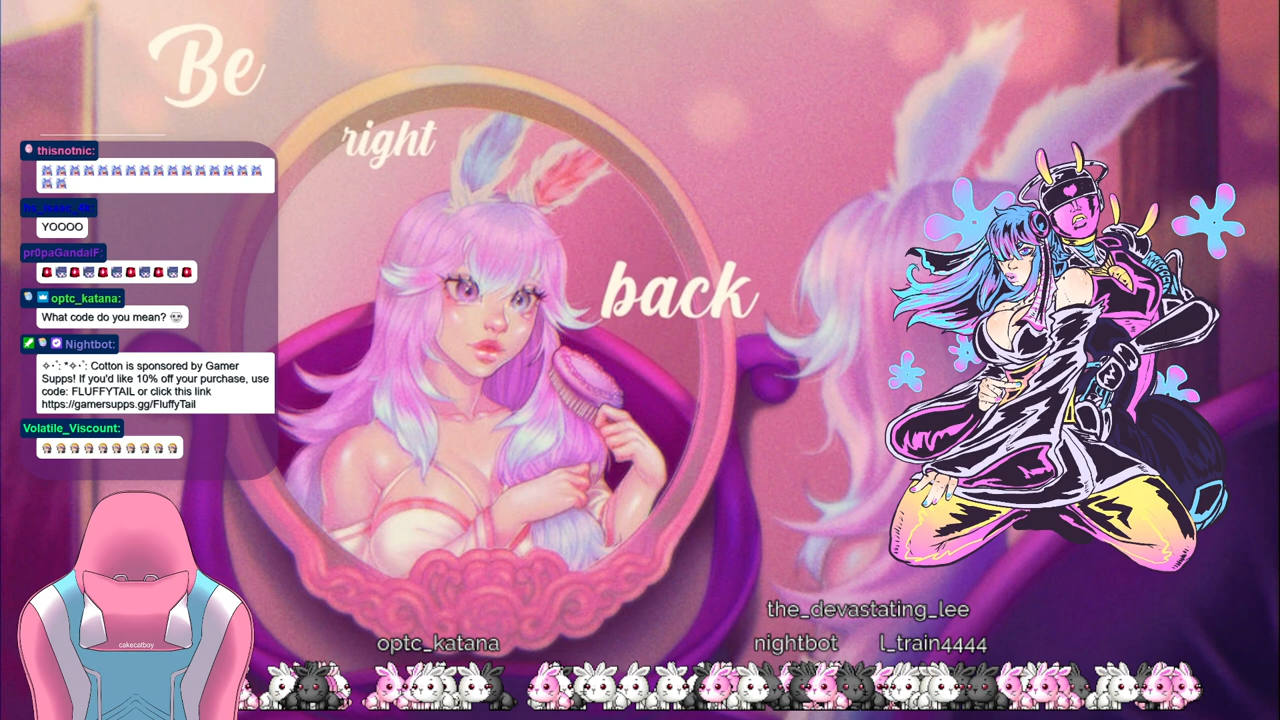 Be
right
back
thisnotnic:
YOOOO
pr0paGandalF:
optc_katana:
What code do you mean?
Nightbot:
✧･ﾟ: *✧･ﾟ: Cotton is sponsored by Gamer
Supps! If you'd like 10% off your purchase, use
code: FLUFFYTAIL or click this link
https://gamersupps.gg/FluffyTail
Volatile_Viscount:
cakecatboy
the_devastating_lee
optc_katana
nightbot
l_train4444